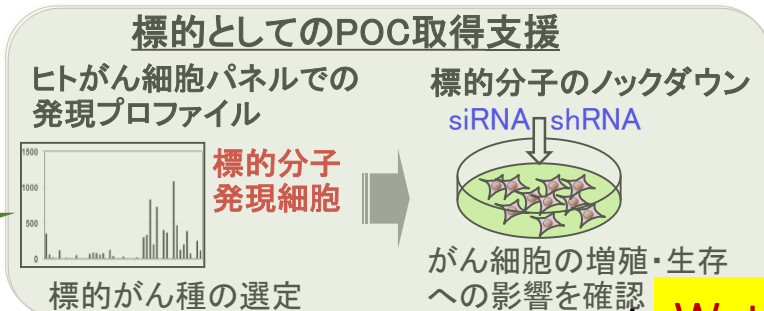 標的としてのPOC取得支援
ヒトがん細胞パネルでの
発現プロファイル
1500
1000
500
0
標的分子
発現細胞
標的がん種の選定
標的分子のノックダウン
siRNA shRNA
がん細胞の増殖・生存
への影響を確認